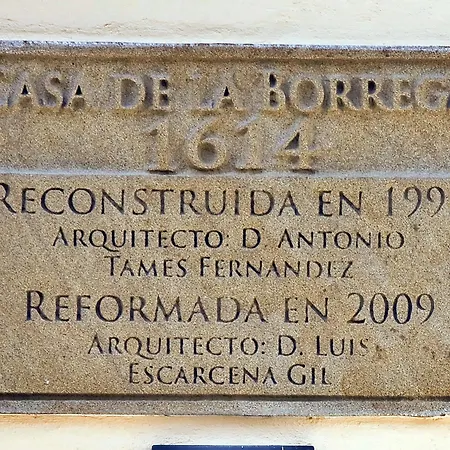 CASA DE LA BORREGA
1614
RECONSTRUIDA EN 199
ARQUITECTO: D. ANTONIO
TAMES FERNANDEZ
REFORMADA EN 2009
ARQUITECTO: D. LUIS
ESCARCENA GIL